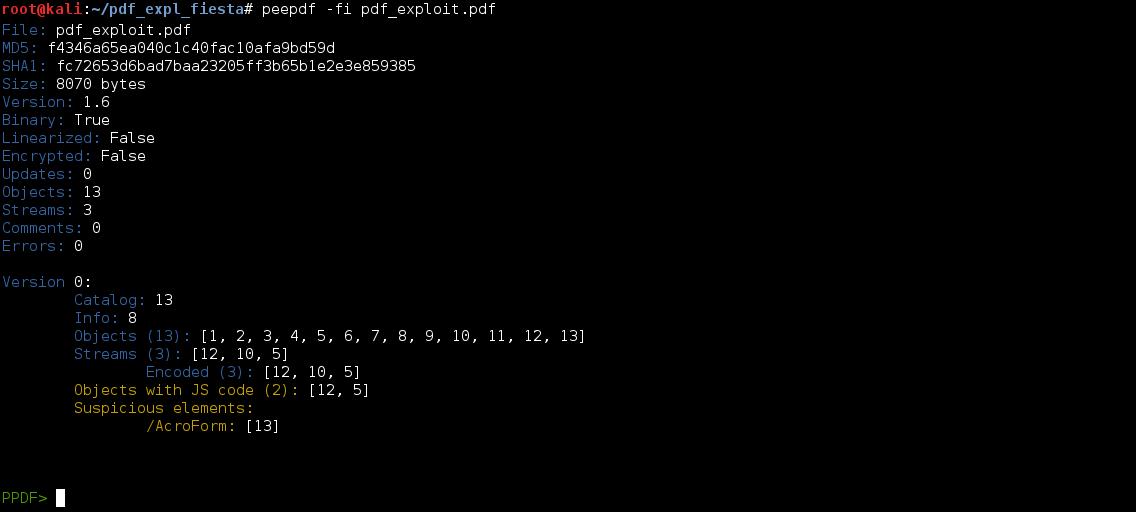 root@kali:~/pdf_expl_fiesta# peepdf -fi pdf_exploit.pdf
File: pdf_exploit.pdf
MD5: f4346a65ea040c1c40fac10afa9bd59d
SHA1: fc72653d6bad7baa23205ff3b65b1e2e3e859385
Size: 8070 bytes
Version: 1.6
Binary: True
Linearized: False
Encrypted: False
Updates: 0
Objects: 13
Streams: 3
Comments: 0
Errors: 0
Version 0:
Catalog: 13
Info: 8
Objects (13): [1, 2, 3, 4, 5, 6, 7, 8, 9, 10, 11, 12, 13]
Streams (3): [12, 10, 5]
Encoded (3): [12, 10, 5]
Objects with JS code (2): [12, 5]
Suspicious elements:
/AcroForm: [13]
PPDF>